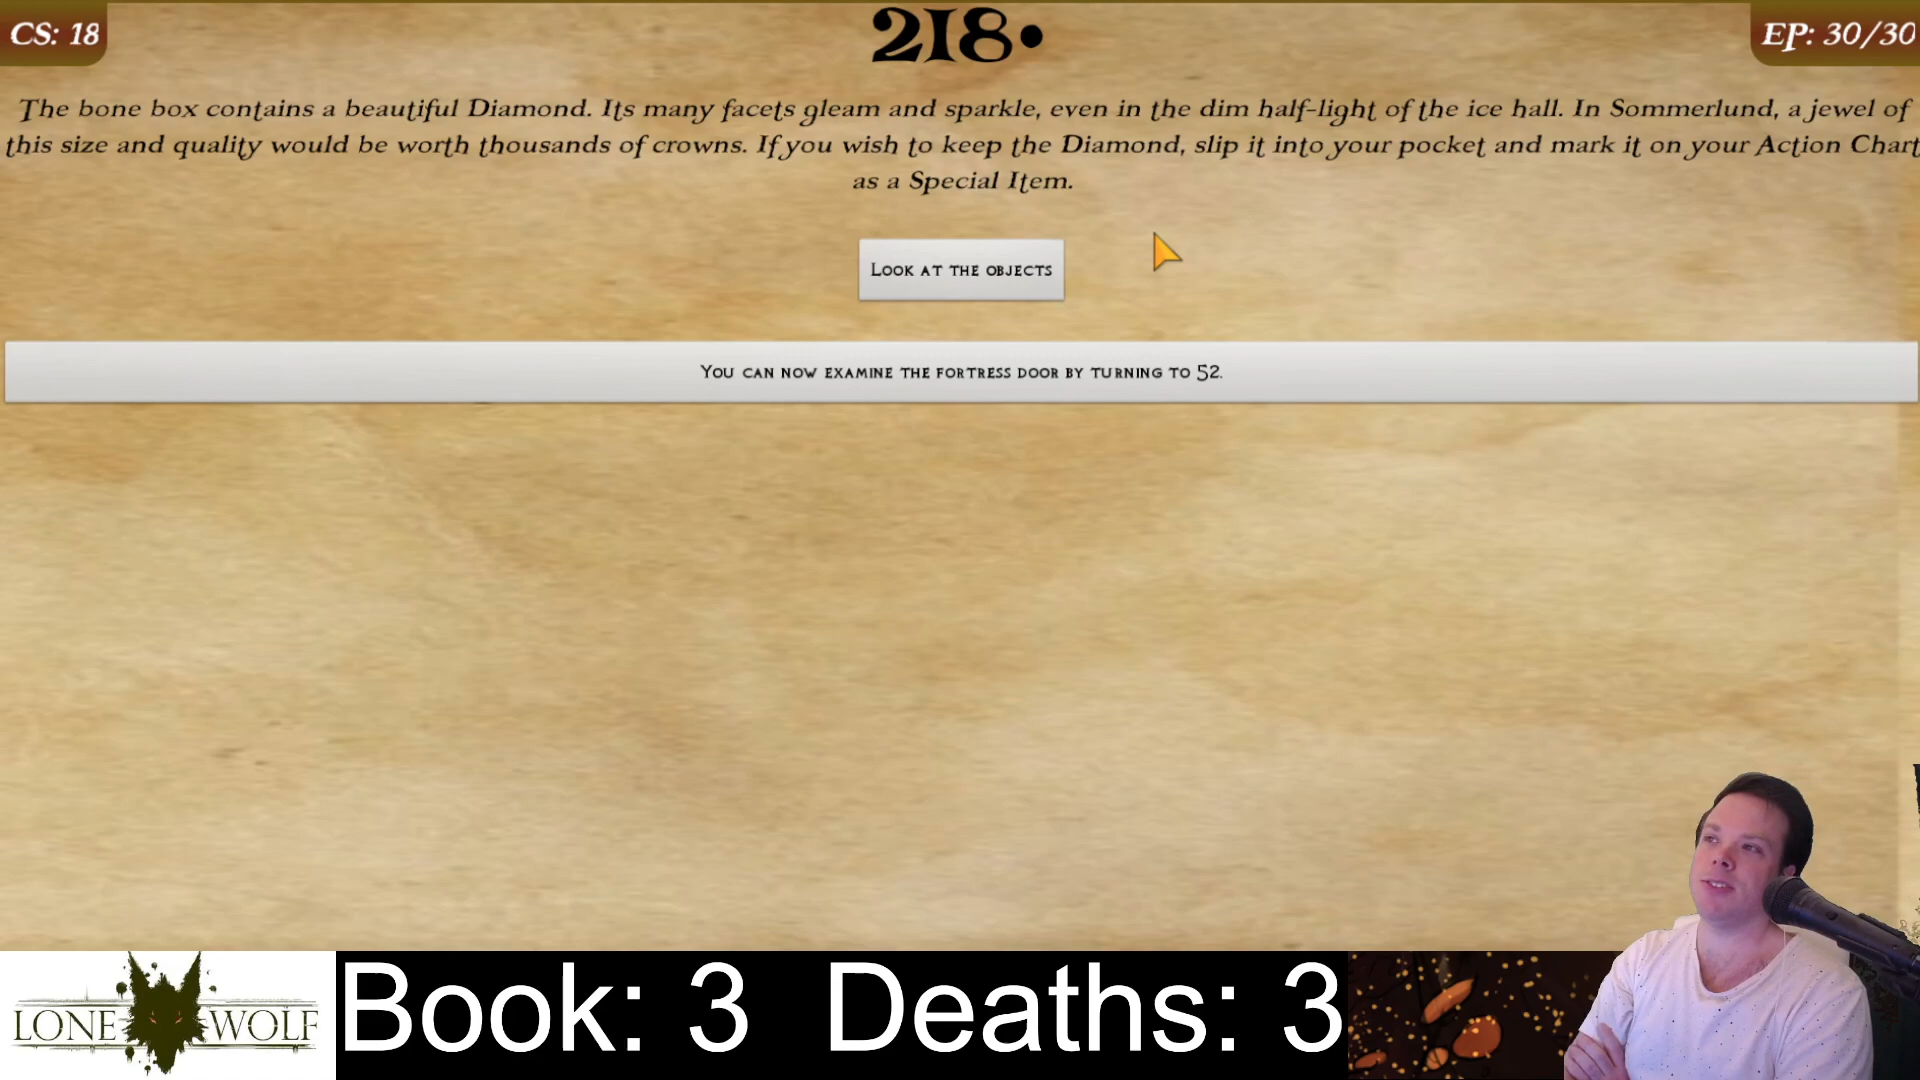 CS: 18
218•
EP: 30/30
The bone box contains a beautiful Diamond. Its many facets gleam and sparkle, even in the dim half-light of the ice hall. In Sommerlund, a jewel of
this size and quality would be worth thousands of crowns. If you wish to keep the Diamond, slip it into your pocket and mark it on your Action Chart
as a Special Item.
Look at the objects
You can now examine the fortress door by turning to 52.
LONE WOLF
Book: 3 Deaths: 3